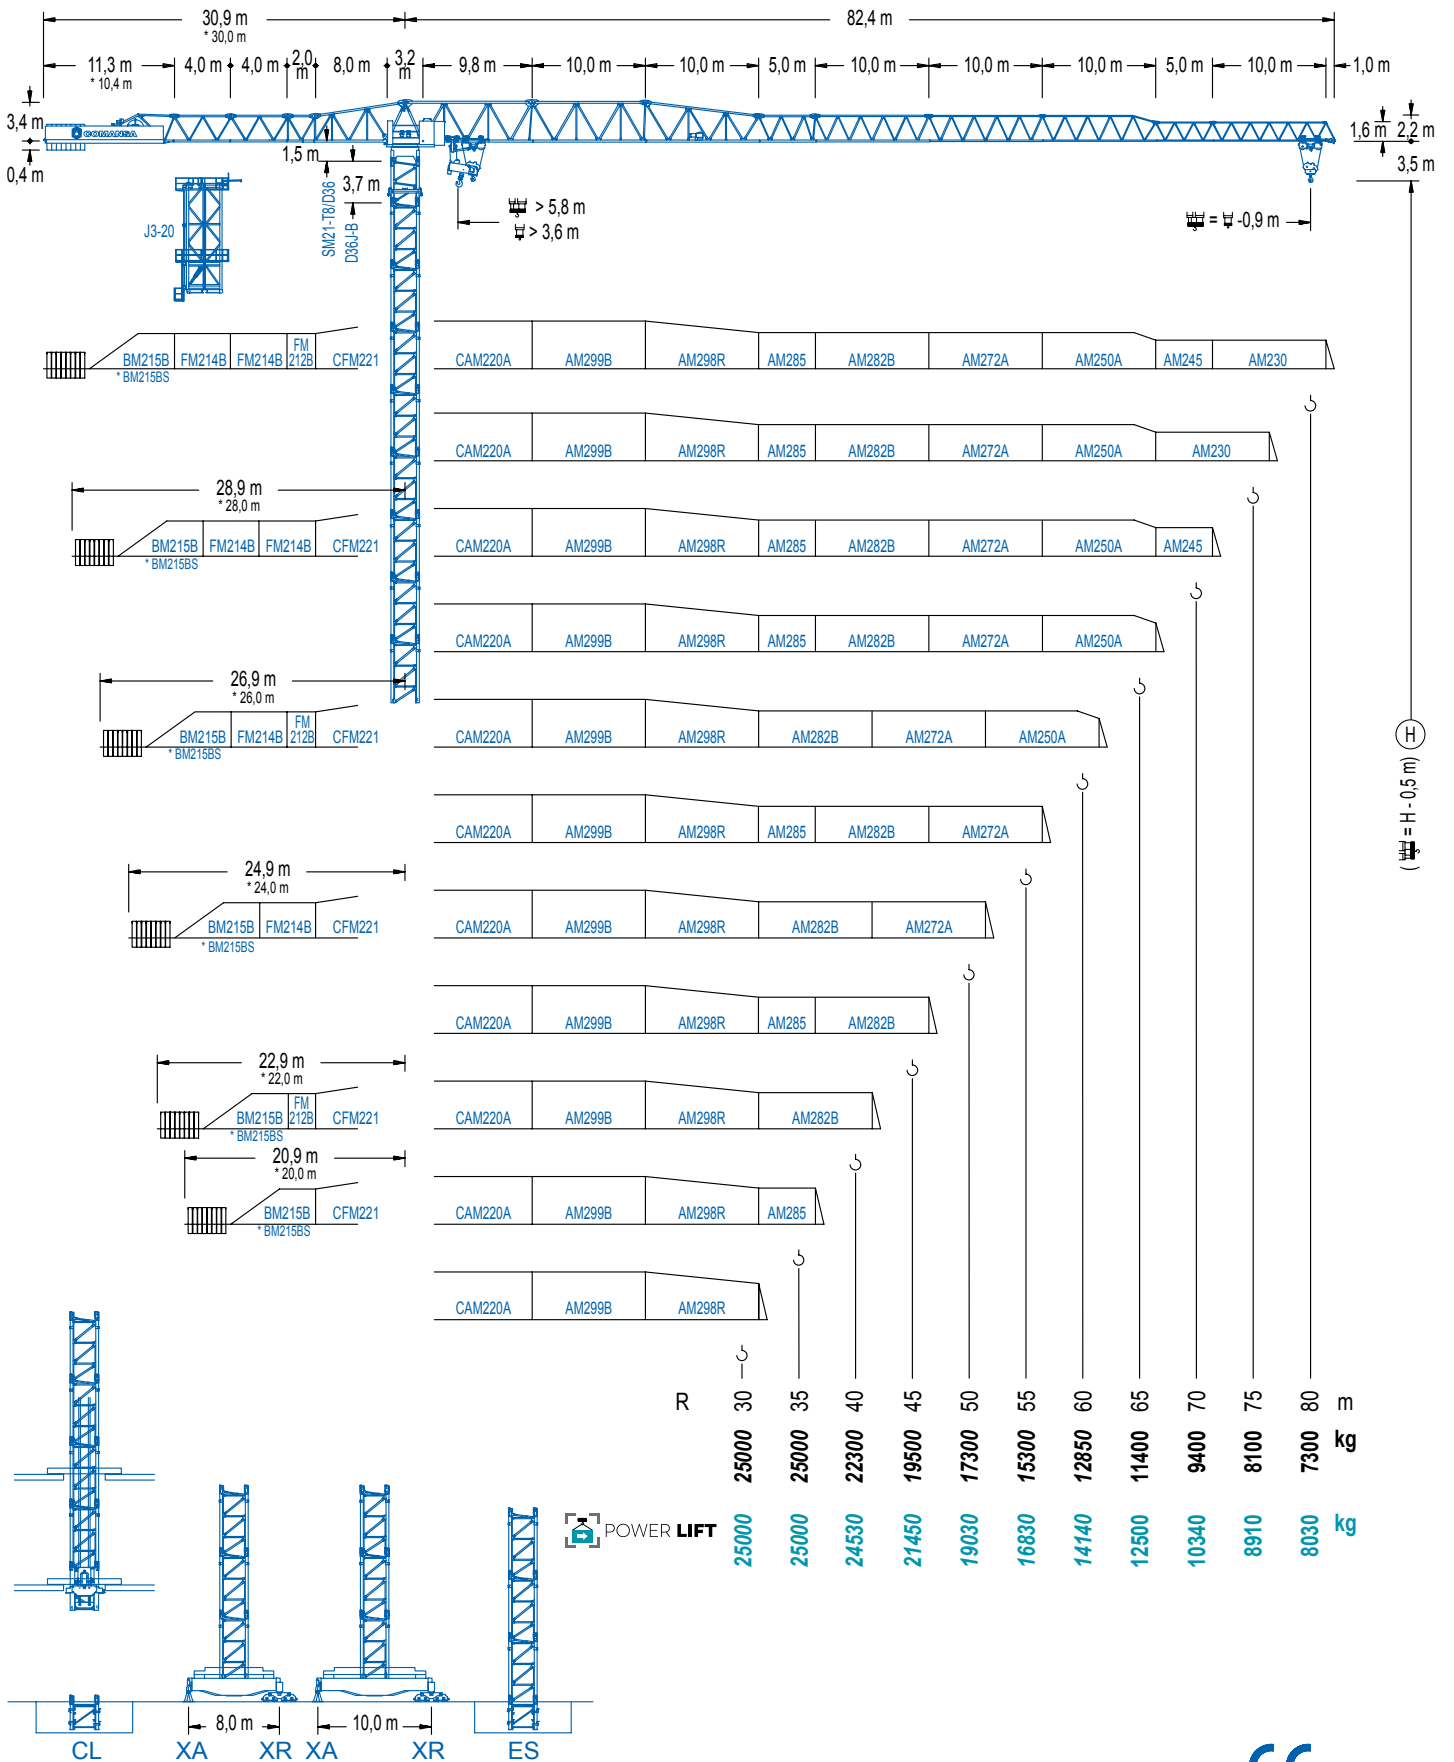 30,9 m 82,4 m
* 30,0 m
11,3 m 4,0 m 4,0 m 2,0 m 8,0 m 3,2 m 9,8 m 10,0 m 10,0 m 5,0 m 10,0 m 10,0 m 10,0 m 5,0 m 10,0 m 1,0 m
* 10,4 m
3,4 m COMANSA 1,6 m 2,2 m
0,4 m 1,5 m 3,5 m
3,7 m
SM21-T8/D36
D36J-B
J3-20
> 5,8 m
> 3,6 m
= -0,9 m
BM215B FM214B FM214B FM 212B CFM221 CAM220A AM299B AM298R AM285 AM282B AM272A AM250A AM245 AM230
* BM215BS
CAM220A AM299B AM298R AM285 AM282B AM272A AM250A AM230
28,9 m
* 28,0 m
BM215B FM214B FM214B CFM221 CAM220A AM299B AM298R AM285 AM282B AM272A AM250A AM245
* BM215BS
CAM220A AM299B AM298R AM285 AM282B AM272A AM250A
26,9 m
* 26,0 m
BM215B FM214B FM 212B CFM221 CAM220A AM299B AM298R AM282B AM272A AM250A
* BM215BS
H
( = H - 0,5 m)
CAM220A AM299B AM298R AM285 AM282B AM272A
24,9 m
* 24,0 m
BM215B FM214B CFM221 CAM220A AM299B AM298R AM282B AM272A
* BM215BS
CAM220A AM299B AM298R AM285 AM282B
22,9 m
* 22,0 m
BM215B FM 212B CFM221 CAM220A AM299B AM298R AM282B
* BM215BS
20,9 m
* 20,0 m
BM215B CFM221 CAM220A AM299B AM298R AM285
* BM215BS
CAM220A AM299B AM298R
R 30 35 40 45 50 55 60 65 70 75 80 m
25000 25000 22300 19500 17300 15300 12850 11400 9400 8100 7300 kg
POWER LIFT 25000 25000 24530 21450 19030 16830 14140 12500 10340 8910 8030 kg
8,0 m 10,0 m
CL XA XR XA XR ES
CE